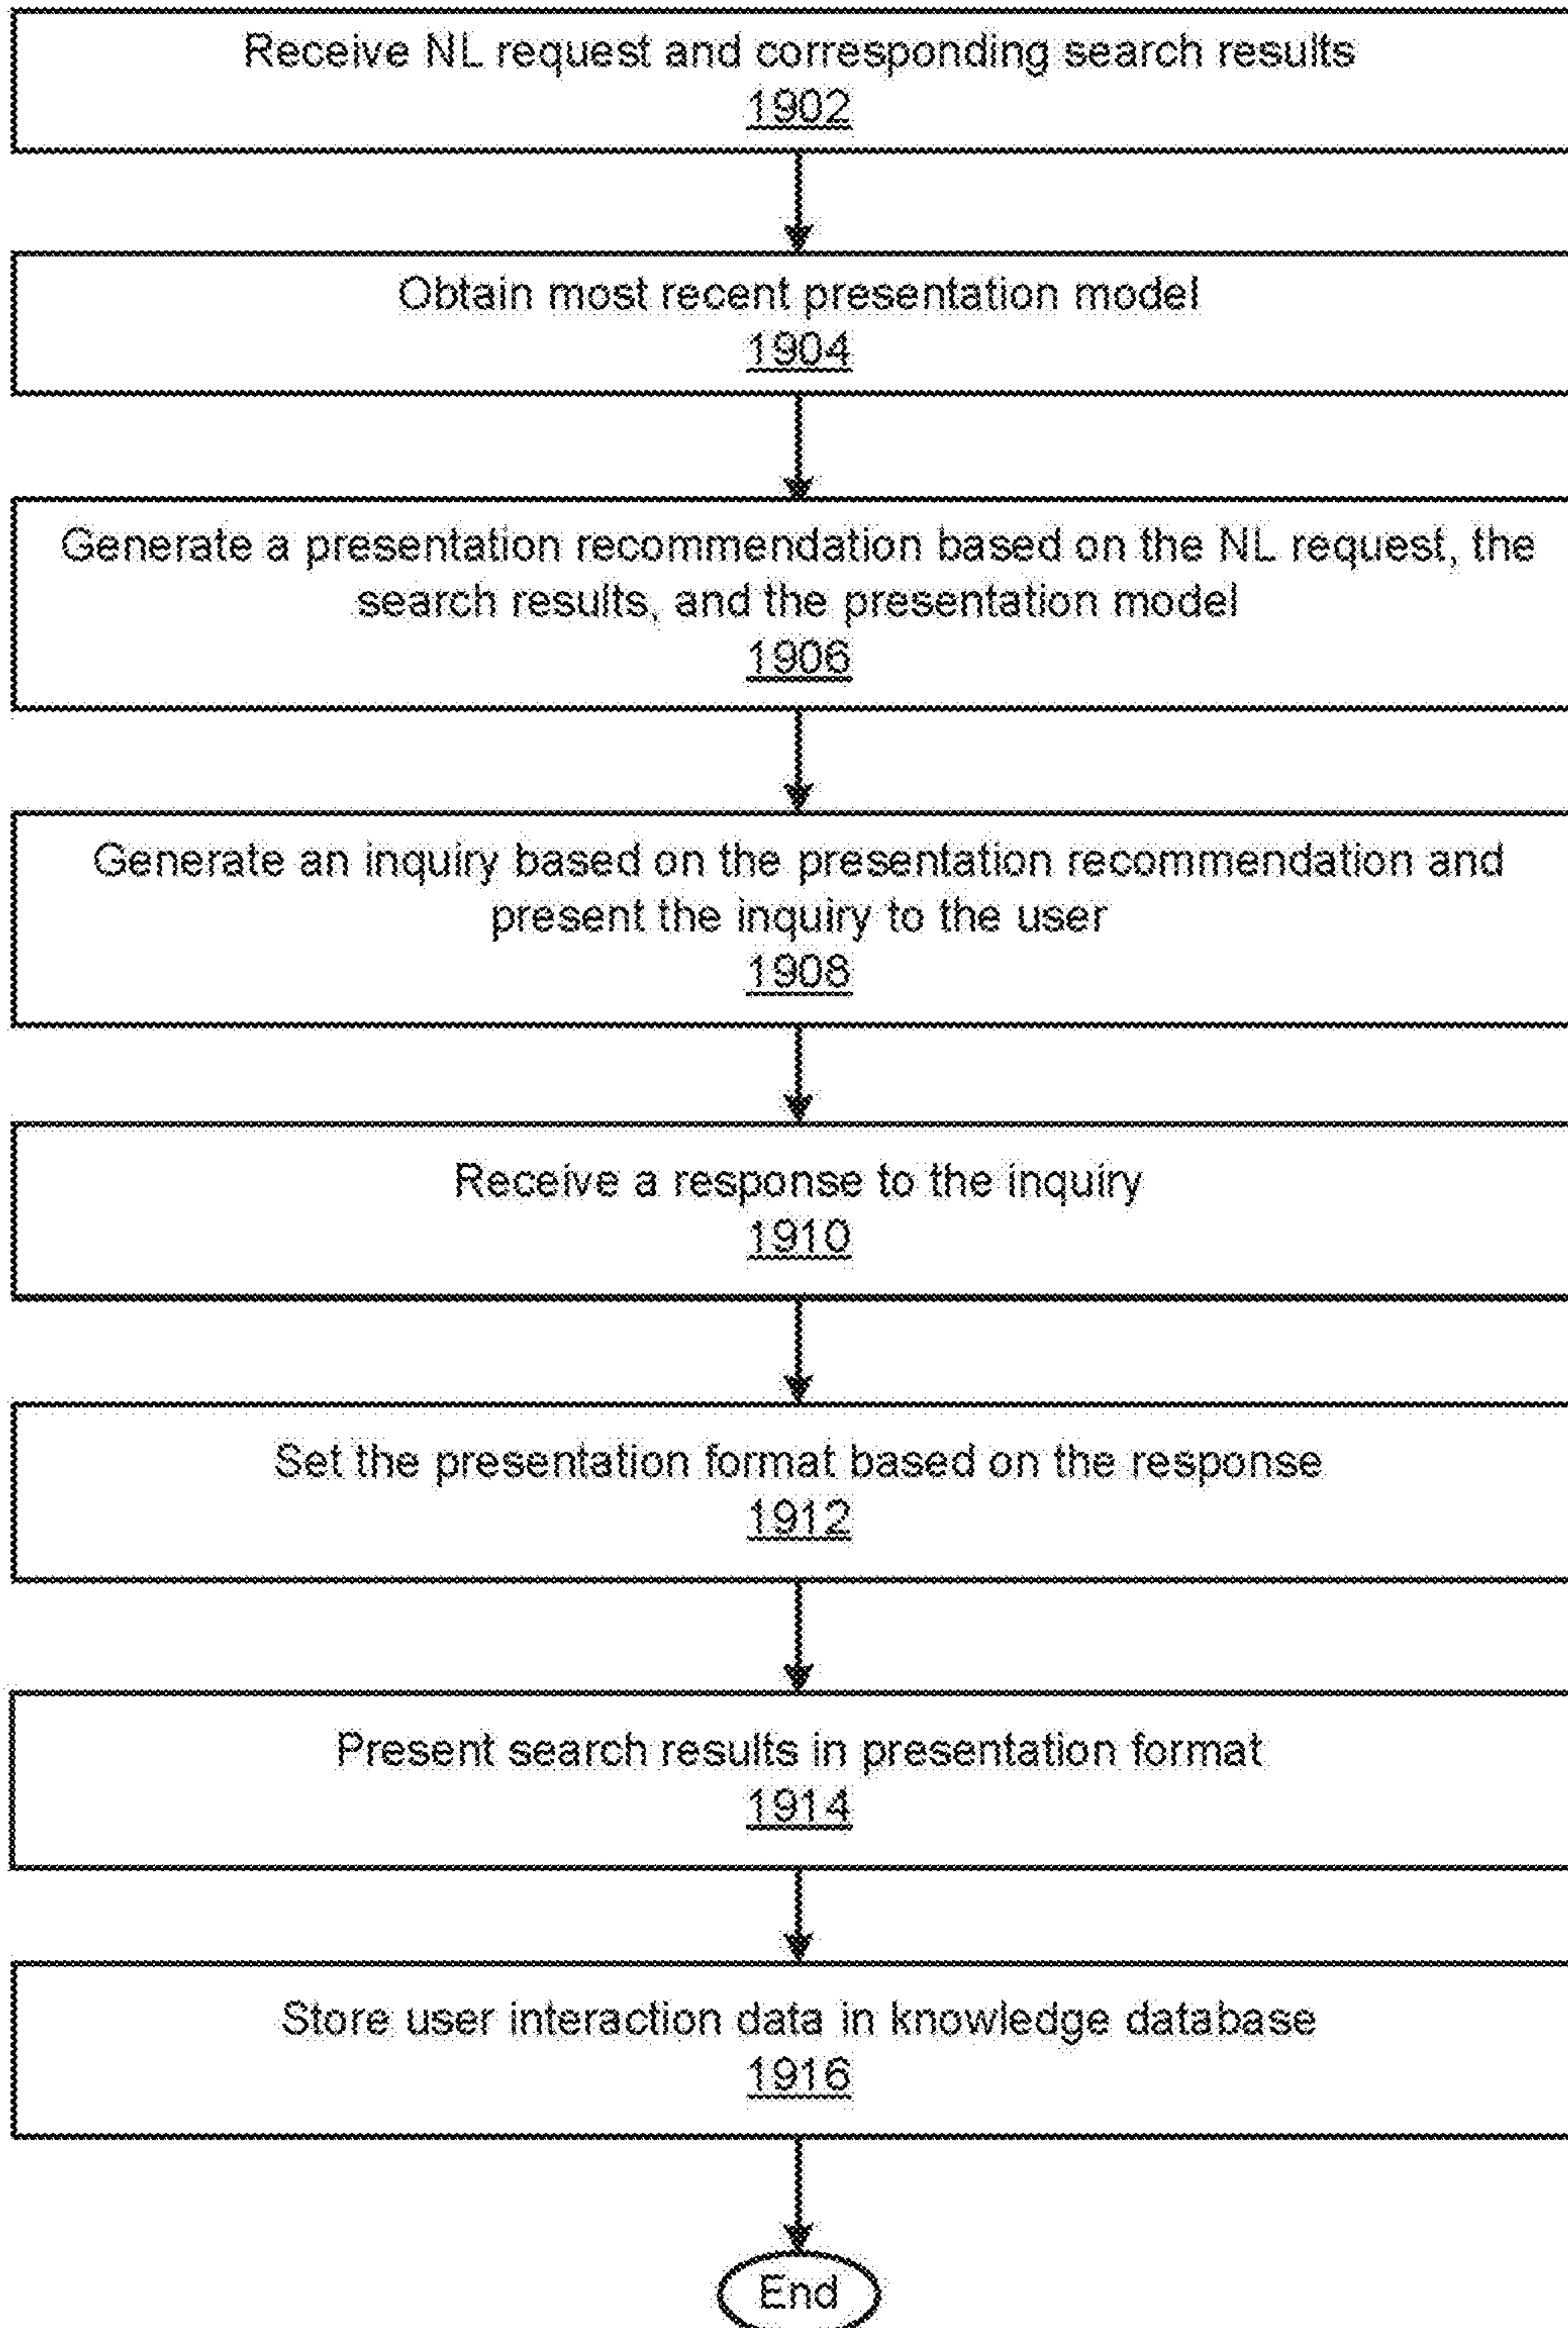 Receive NL request and corresponding search results
1902
Obtain most recent presentation model
1904
Generate a presentation recommendation based on the NL request, the
search results, and the presentation model
1906
Generate an inquiry based on the presentation recommendation and
present the inquiry to the user
1908
Receive a response to the inquiry
1910
Set the presentation format based on the response
1912
Present search results in presentation format
1914
Store user interaction data in knowledge database
1916
End